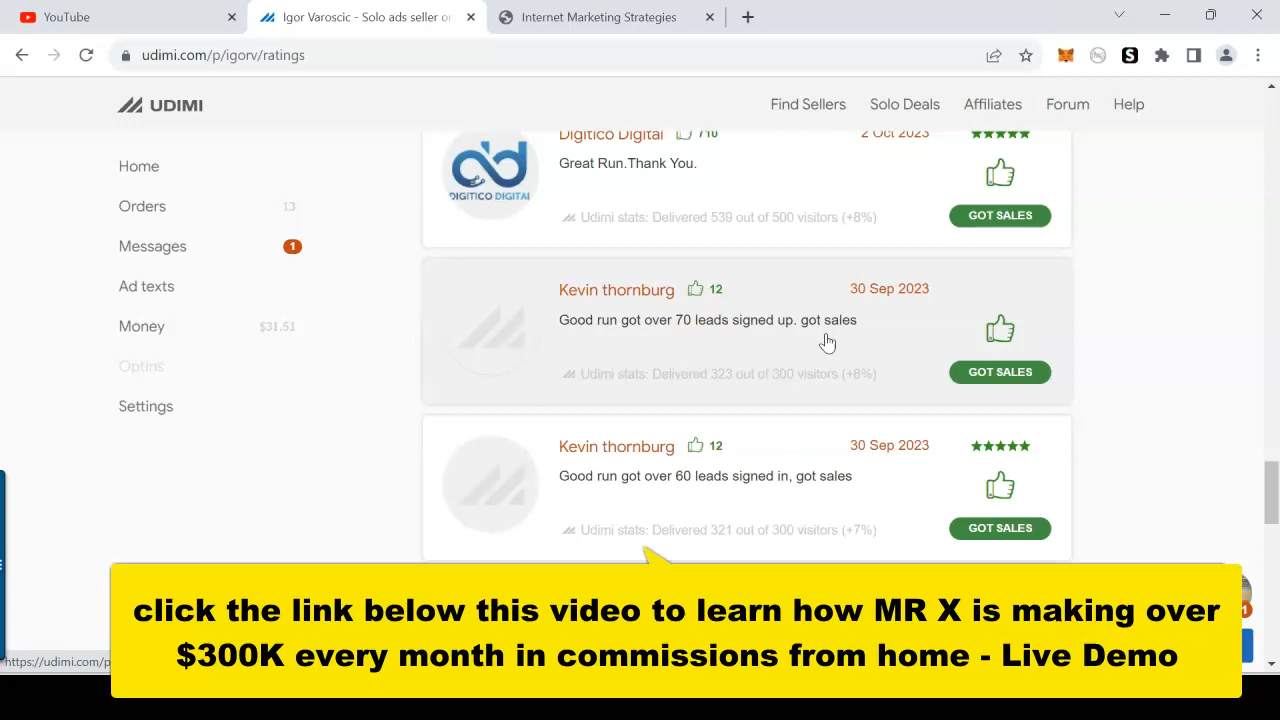 YouTube
Igor Varoscic - Solo ads seller o
Internet Marketing Strategies
udimi.com/p/igorv/ratings
UDIMI
Find Sellers
Solo Deals
Affiliates
Forum
Help
Home
Orders 13
Messages 1
Ad texts
Money $31.51
Optins
Settings
Digitico Digital 710 2 Oct 2023
Great Run.Thank You.
DIGITICO DIGITAL
Udimi stats: Delivered 539 out of 500 visitors (+8%)
GOT SALES
Kevin thornburg 12 30 Sep 2023
Good run got over 70 leads signed up. got sales
Udimi stats: Delivered 323 out of 300 visitors (+8%)
GOT SALES
Kevin thornburg 12 30 Sep 2023
Good run got over 60 leads signed in, got sales
Udimi stats: Delivered 321 out of 300 visitors (+7%)
GOT SALES
click the link below this video to learn how MR X is making over
$300K every month in commissions from home - Live Demo
https://udimi.com/p